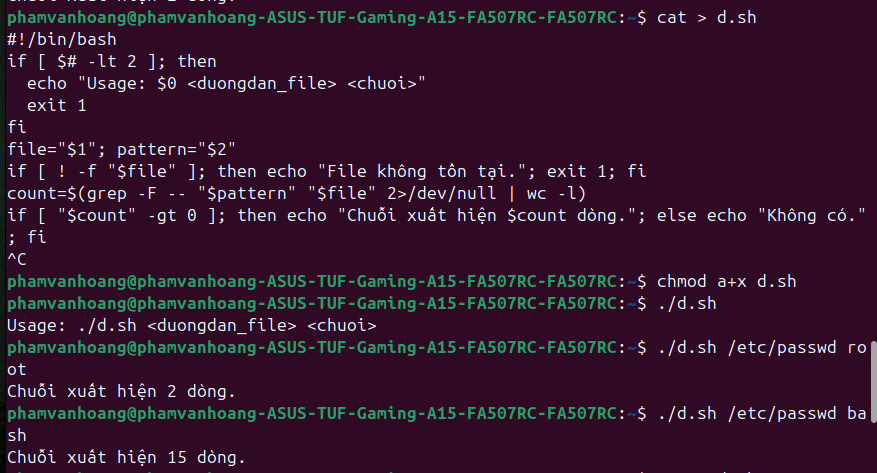 phamvanhoang@phamvanhoang-ASUS-TUF-Gaming-A15-FA507RC-FA507RC:~$ cat > d.sh
#!/bin/bash
if [ $# -lt 2 ]; then
  echo "Usage: $0 <duongdan_file> <chuoi>"
  exit 1
fi
file="$1"; pattern="$2"
if [ ! -f "$file" ]; then echo "File không tồn tại."; exit 1; fi
count=$(grep -F -- "$pattern" "$file" 2>/dev/null | wc -l)
if [ "$count" -gt 0 ]; then echo "Chuỗi xuất hiện $count dòng."; else echo "Không có."
; fi
^C
phamvanhoang@phamvanhoang-ASUS-TUF-Gaming-A15-FA507RC-FA507RC:~$ chmod a+x d.sh
phamvanhoang@phamvanhoang-ASUS-TUF-Gaming-A15-FA507RC-FA507RC:~$ ./d.sh
Usage: ./d.sh <duongdan_file> <chuoi>
phamvanhoang@phamvanhoang-ASUS-TUF-Gaming-A15-FA507RC-FA507RC:~$ ./d.sh /etc/passwd ro
ot
Chuỗi xuất hiện 2 dòng.
phamvanhoang@phamvanhoang-ASUS-TUF-Gaming-A15-FA507RC-FA507RC:~$ ./d.sh /etc/passwd ba
sh
Chuỗi xuất hiện 15 dòng.